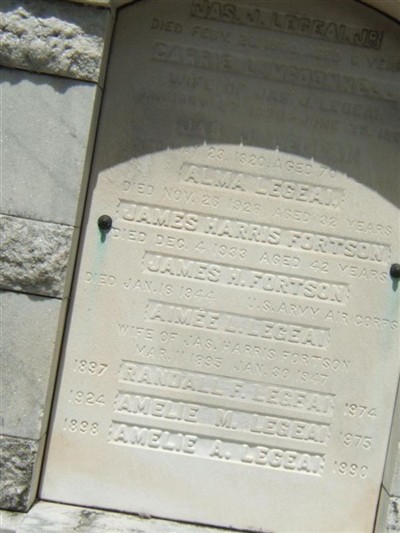 JAS. J. LEGEAI, JR.
DIED FEBY.
CARRIE L. MCDONNELL
WIFE OF JAS. J. LEGEAI
23, 1920, AGED
ALMA LEGEAI
DIED NOV. 26 1928 AGED 32 YEARS
JAMES HARRIS FORTSON
DIED DEC. 4, 1933 AGED 42 YEARS
JAMES H. FORTSON
DIED JAN. 16 1944 U.S. ARMY AIR CORPS
AIMÉE L. LEGEAI
WIFE OF JAS. HARRIS FORTSON
MAR. 11 1895 JAN. 30 1947
1897 RANDALL F. LEGEAI 1974
1924 AMELIE M. LEGEAI 1975
1898 AMELIE A. LEGEAI 1990